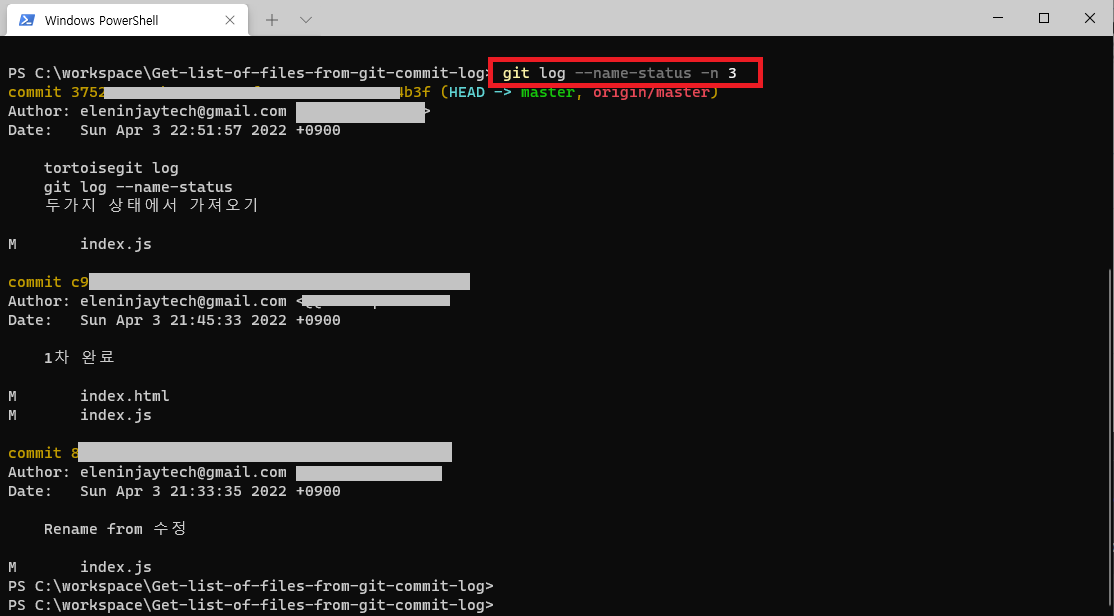 Windows PowerShell
PS C:\workspace\Get-list-of-files-from-git-commit-log> git log --name-status -n 3
commit 3752 4b3f (HEAD -> master, origin/master)
Author: eleninjaytech@gmail.com >
Date:   Sun Apr 3 22:51:57 2022 +0900
tortoisegit log
git log --name-status
두가지 상태에서 가져오기
M       index.js
commit c9
Author: eleninjaytech@gmail.com <
Date:   Sun Apr 3 21:45:33 2022 +0900
1차 완료
M       index.html
M       index.js
commit 8
Author: eleninjaytech@gmail.com
Date:   Sun Apr 3 21:33:35 2022 +0900
Rename from 수정
M       index.js
PS C:\workspace\Get-list-of-files-from-git-commit-log>
PS C:\workspace\Get-list-of-files-from-git-commit-log>